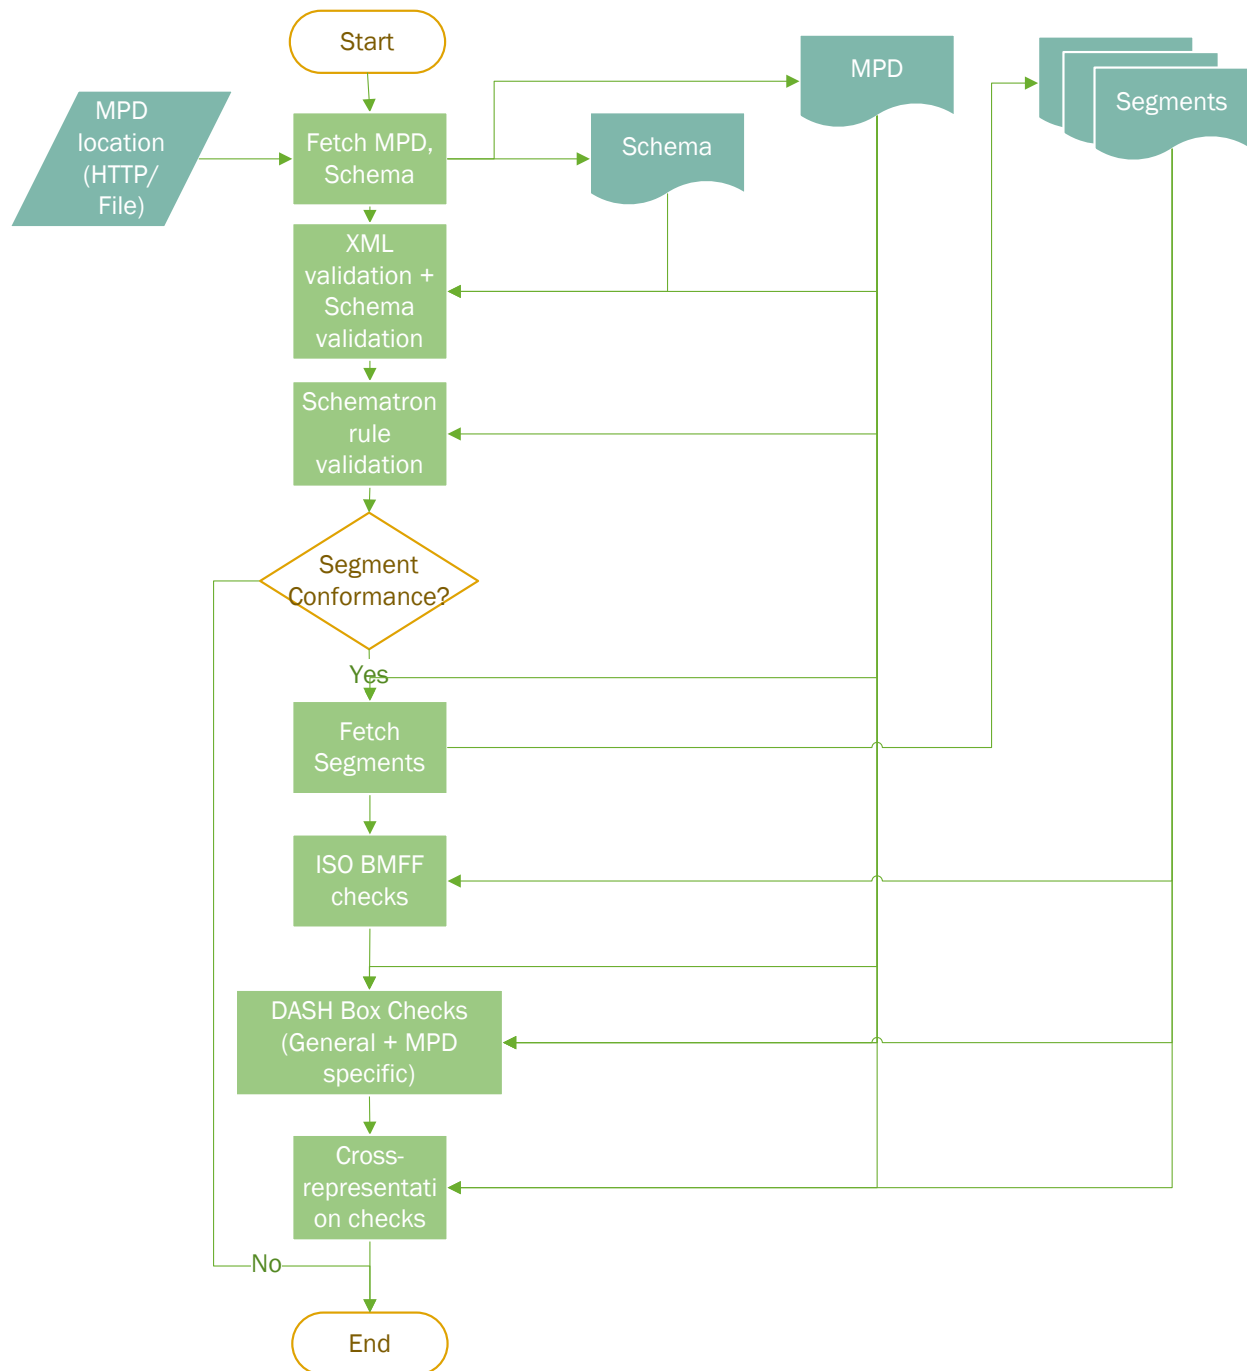 Start
MPD
location
(HTTP/
File)
Fetch MPD,
Schema
Schema
MPD
Segments
XML
validation +
Schema
validation
Schematron
rule
validation
Segment
Conformance?
Yes
Fetch
Segments
ISO BMFF
checks
DASH Box Checks
(General + MPD
specific)
Cross-
representati
on checks
No
End